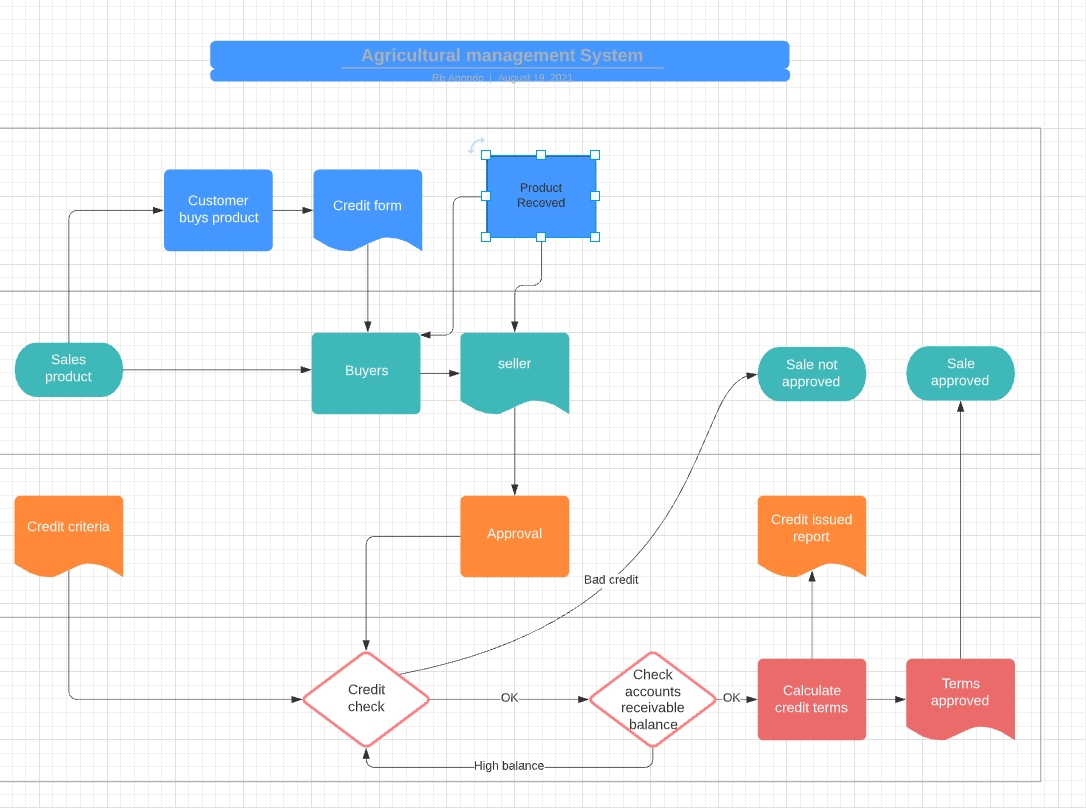 Agricultural management System
Rb Anondo | August 19, 2021
Product
Receved
Customer
buys product
Credit form
Sales
product
Buyers
seller
Sale not
approved
Sale
approved
Credit criteria
Approval
Credit issued
report
Bad credit
Credit
check
OK
Check
accounts
receivable
balance
OK
Calculate
credit terms
Terms
approved
High balance